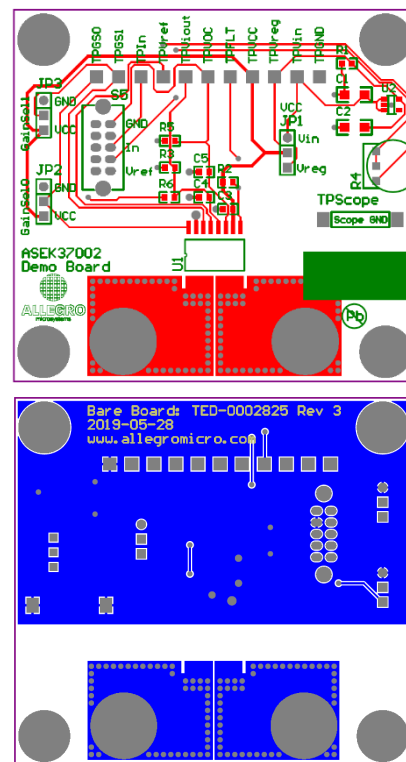 TPGS0
TPGS1
TPIn
TPVref
TPViout
TPVOC
TPFLT
TPVCC
TPVreg
TPVin
TPGND
R1
JP3
GND
VCC
GainSel1
S5
GND
In
Vref
VCC
JP1
Vin
Vreg
C1
C2
D2
R5
R3
R6
C5
C4
R2
C3
R4
JP2
GND
VCC
GainSel0
TPScope
Scope GND
U1
ASEK37002
Demo Board
ALLEGRO
microsystems
Pb
Bare Board: TED-0002825 Rev 3
2019-05-28
www.allegromicro.com